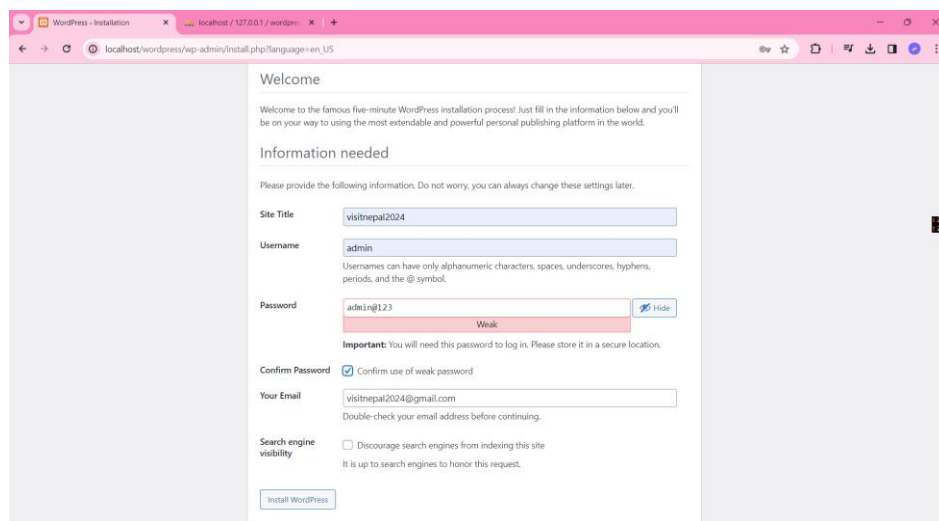 WordPress › Installation
localhost / 127.0.0.1 / wordpre
localhost/wordpress/wp-admin/install.php?language=en_US
Welcome
Welcome to the famous five-minute WordPress installation process! Just fill in the information below and you'll
be on your way to using the most extendable and powerful personal publishing platform in the world.
Information needed
Please provide the following information. Do not worry, you can always change these settings later.
Site Title
visitnepal2024
Username
admin
Usernames can have only alphanumeric characters, spaces, underscores, hyphens,
periods, and the @ symbol.
Password
admin@123
Hide
Weak
Important: You will need this password to log in. Please store it in a secure location.
Confirm Password
Confirm use of weak password
Your Email
visitnepal2024@gmail.com
Double-check your email address before continuing.
Search engine
visibility
Discourage search engines from indexing this site
It is up to search engines to honor this request.
Install WordPress